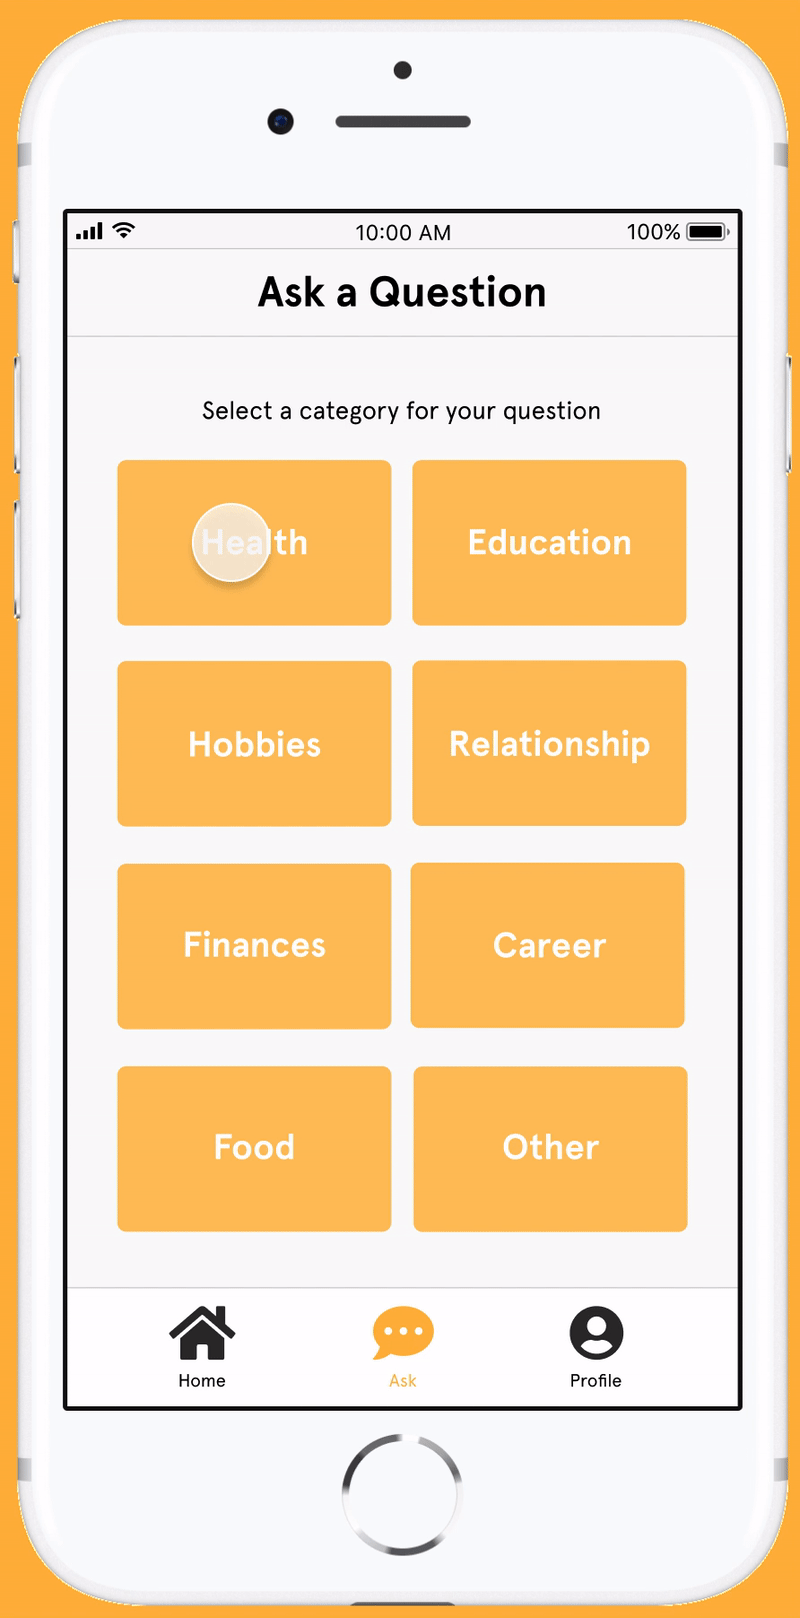 10:00 AM 100%
Ask a Question
Select a category for your question
Health Education
Hobbies Relationship
Finances Career
Food Other
Home Ask Profile